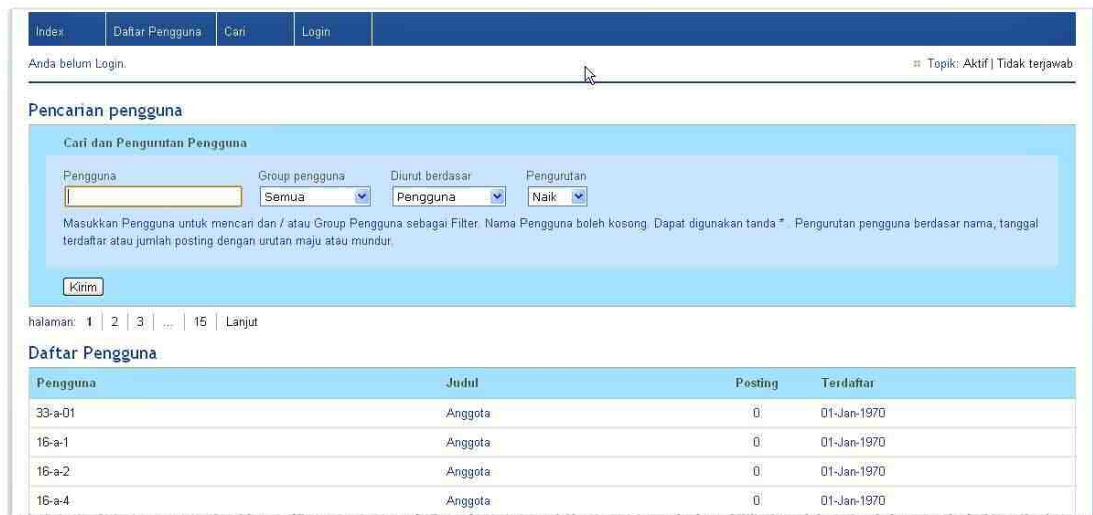 Index Daftar Pengguna Cari Login
Anda belum Login. Topik: Aktif | Tidak terjawab
Pencarian pengguna
Cari dan Pengurutan Pengguna
Pengguna Group pengguna Diurut berdasar Pengurutan
Semua Pengguna Naik
Masukkan Pengguna untuk mencari dan / atau Group Pengguna sebagai Filter. Nama Pengguna boleh kosong. Dapat digunakan tanda * . Pengurutan pengguna berdasar nama, tanggal
terdaftar atau jumlah posting dengan urutan maju atau mundur.
Kirim
halaman: 1 2 3 ... 15 Lanjut
Daftar Pengguna
Pengguna Judul Posting Terdaftar
33-a-01 Anggota 0 01-Jan-1970
16-a-1 Anggota 0 01-Jan-1970
16-a-2 Anggota 0 01-Jan-1970
16-a-4 Anggota 0 01-Jan-1970